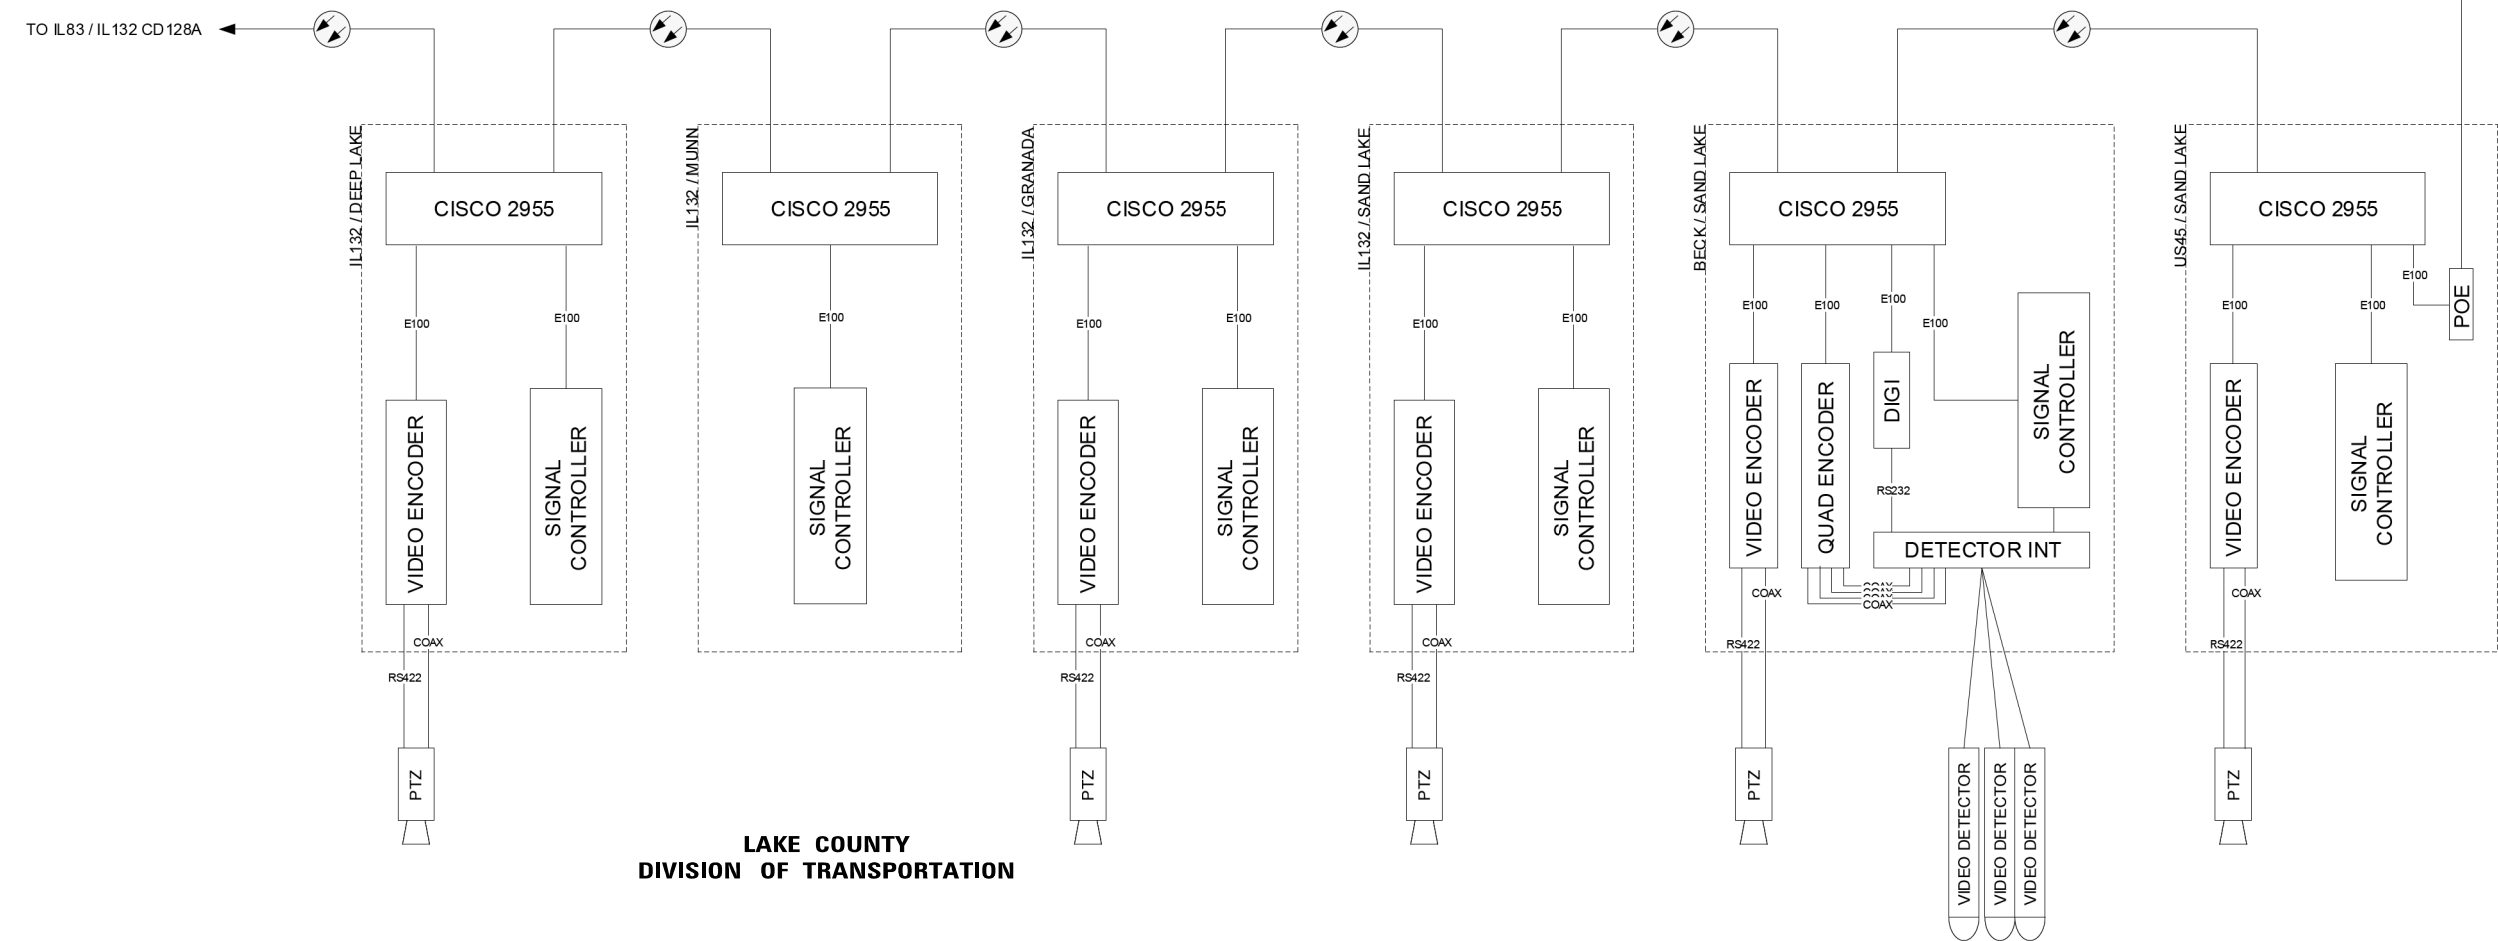 TO IL83 / IL132 CD128A
IL132 / DEEP LAKE
CISCO 2955
E100
E100
VIDEO ENCODER
SIGNAL
CONTROLLER
COAX
RS422
PTZ
IL132 / MUNN
CISCO 2955
E100
SIGNAL
CONTROLLER
IL132 / GRANADA
CISCO 2955
E100
E100
VIDEO ENCODER
SIGNAL
CONTROLLER
COAX
RS422
PTZ
IL132 / SAND LAKE
CISCO 2955
E100
E100
VIDEO ENCODER
SIGNAL
CONTROLLER
COAX
RS422
PTZ
BECK / SAND LAKE
CISCO 2955
E100
E100
E100
E100
VIDEO ENCODER
QUAD ENCODER
DIGI
SIGNAL
CONTROLLER
RS232
DETECTOR INT
COAX
COAX
COAX
COAX
COAX
RS422
PTZ
VIDEO DETECTOR
VIDEO DETECTOR
VIDEO DETECTOR
US45 / SAND LAKE
CISCO 2955
E100
E100
E100
POE
VIDEO ENCODER
SIGNAL
CONTROLLER
COAX
RS422
PTZ
LAKE COUNTY
DIVISION OF TRANSPORTATION